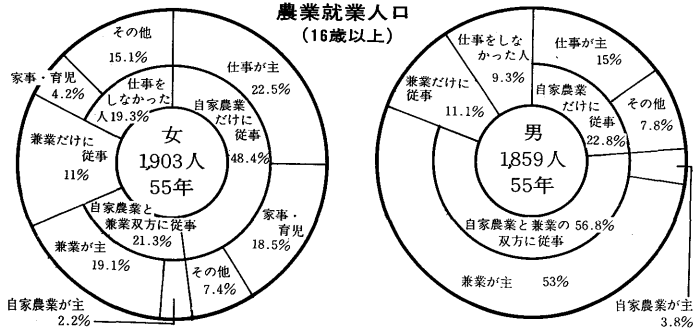 農業就業人口
(16歳以上)
その他
15.1%
家事・育児
4.2%
仕事を
しなかった
人19.3%
仕事が主
22.5%
自家農業
だけに
従事
48.4%
兼業だけに
従事
11%
女
1,903人
55年
自家農業と
兼業双方に従事
21.3%
家事・
育児
18.5%
兼業が主
19.1%
その他
7.4%
自家農業が主
2.2%
仕事をしな
かった人
9.3%
仕事が主
15%
兼業だけに
従事
11.1%
自家農業
だけに
従事
22.8%
その他
7.8%
男
1,859人
55年
自家農業と兼業の56.8%
双方に従事
兼業が主 53%
自家農業が主
3.8%